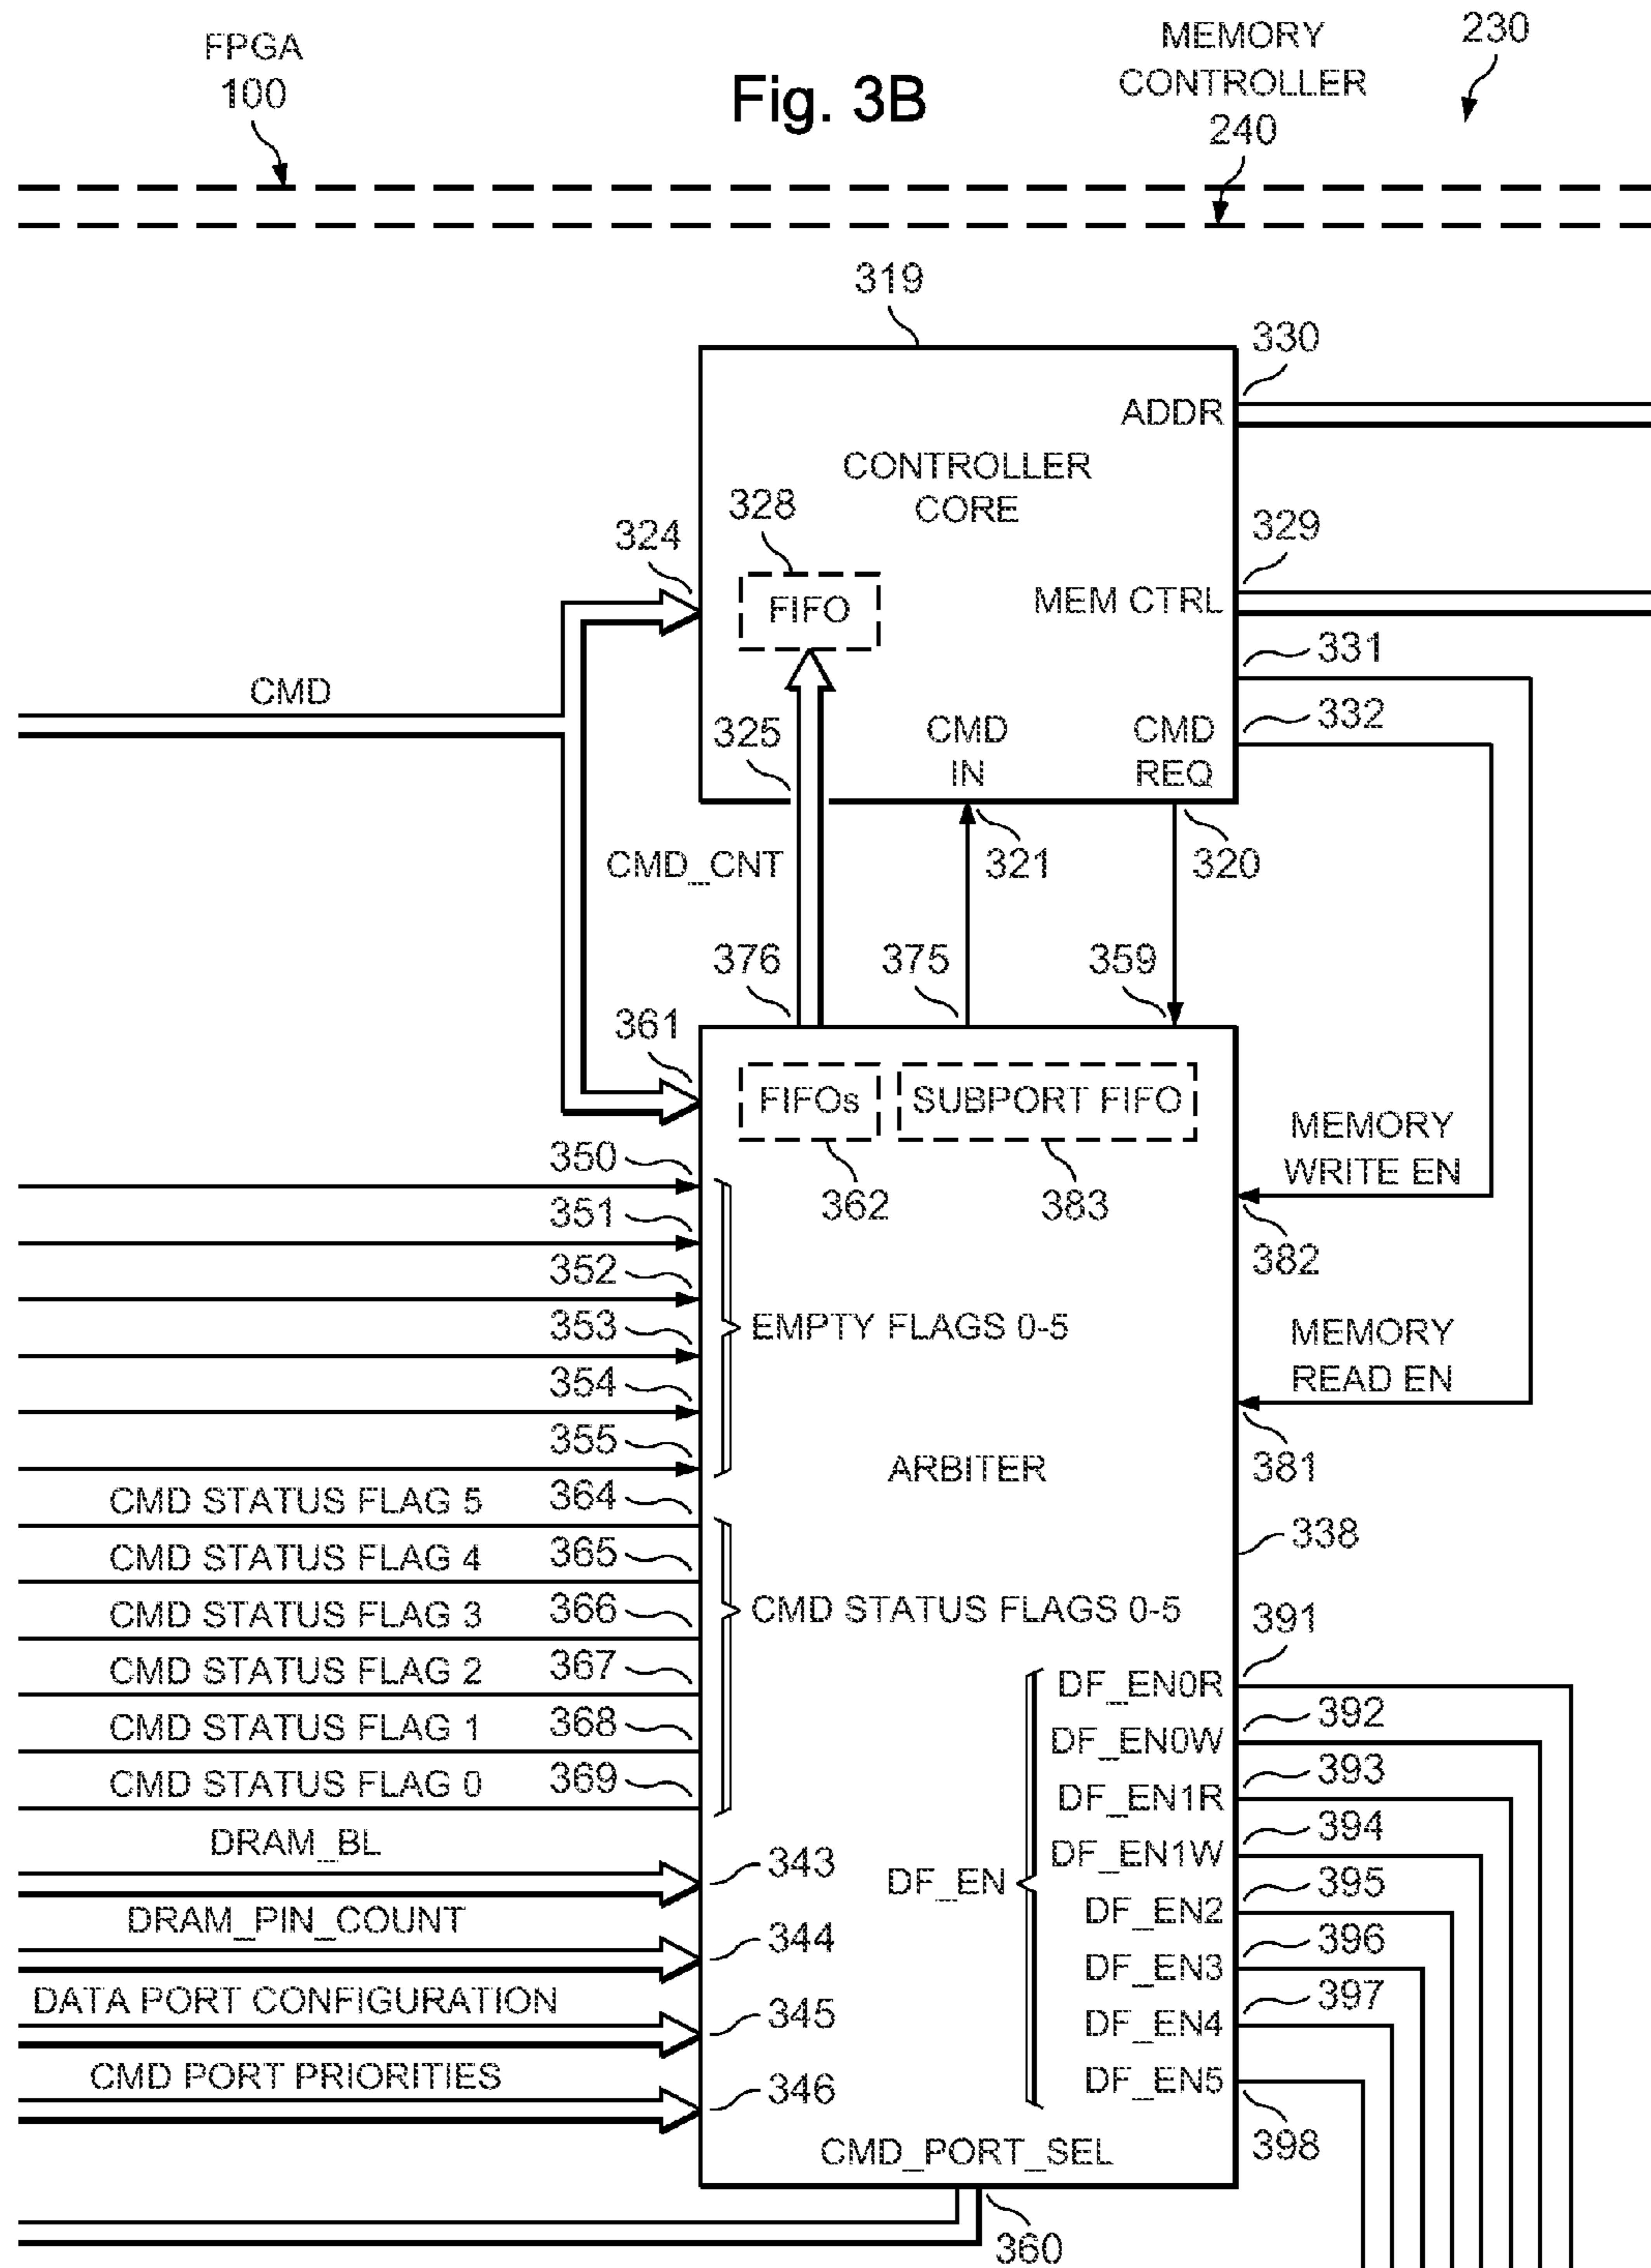 FPGA
100
Fig. 3B
MEMORY
CONTROLLER
240
230
319
330
ADDR
CONTROLLER
CORE
328
324
329
FIFO
MEM CTRL
331
CMD
332
325
CMD
IN
CMD
REQ
CMD_CNT
321
320
376
375
359
361
FIFOs
SUBPORT FIFO
MEMORY
WRITE EN
350
362
383
351
382
352
353
EMPTY FLAGS 0-5
MEMORY
READ EN
354
355
ARBITER
381
CMD STATUS FLAG 5
364
338
CMD STATUS FLAG 4
365
CMD STATUS FLAG 3
366
CMD STATUS FLAGS 0-5
391
CMD STATUS FLAG 2
367
DF_EN0R
392
CMD STATUS FLAG 1
368
DF_EN0W
393
CMD STATUS FLAG 0
369
DF_EN1R
394
DRAM_BL
343
DF_EN
DF_EN1W
395
DRAM_PIN_COUNT
344
DF_EN2
396
DF_EN3
397
DATA PORT CONFIGURATION
345
DF_EN4
CMD PORT PRIORITIES
346
DF_EN5
398
CMD_PORT_SEL
360